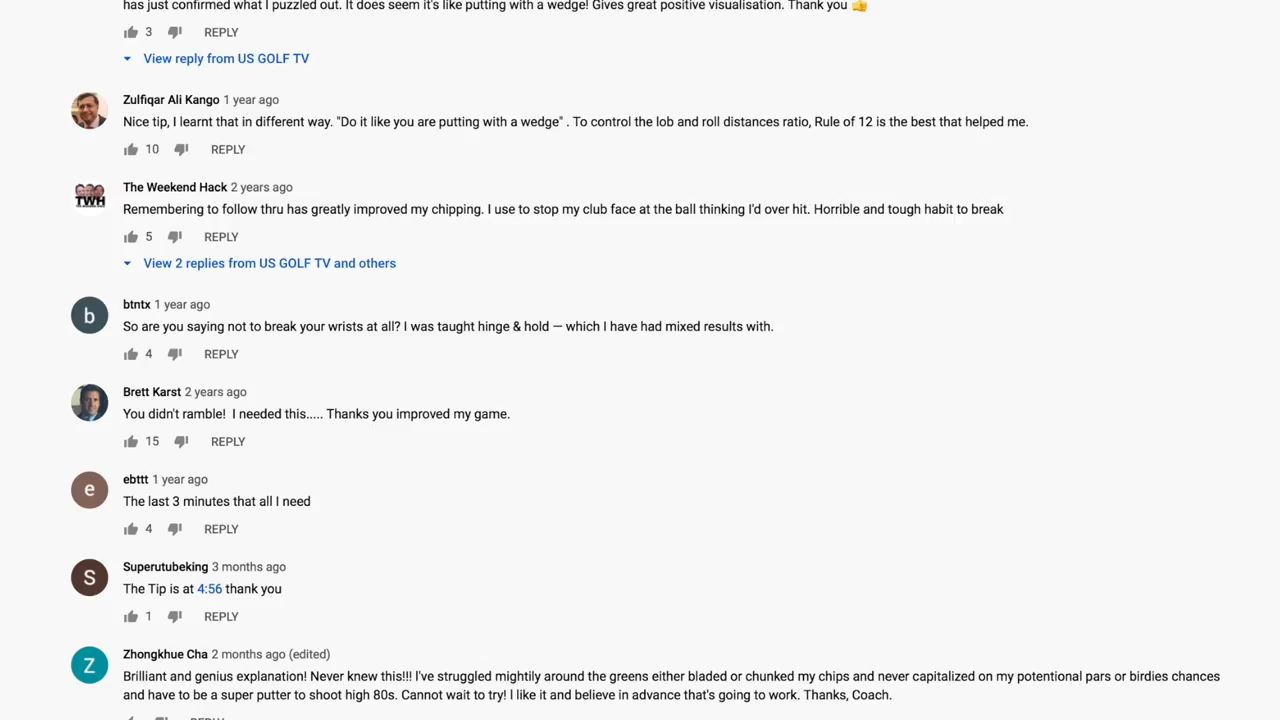 has just confirmed what I puzzled out. It does seem it's like putting with a wedge! Gives great positive visualisation. Thank you 👍
3 REPLY
View reply from US GOLF TV
Zulfiqar Ali Kango 1 year ago
Nice tip, I learnt that in different way. "Do it like you are putting with a wedge" . To control the lob and roll distances ratio, Rule of 12 is the best that helped me.
10 REPLY
TWH
The Weekend Hack 2 years ago
Remembering to follow thru has greatly improved my chipping. I use to stop my club face at the ball thinking I'd over hit. Horrible and tough habit to break
5 REPLY
View 2 replies from US GOLF TV and others
b
btntx 1 year ago
So are you saying not to break your wrists at all? I was taught hinge & hold — which I have had mixed results with.
4 REPLY
Brett Karst 2 years ago
You didn't ramble!  I needed this..... Thanks you improved my game.
15 REPLY
e
ebttt 1 year ago
The last 3 minutes that all I need
4 REPLY
S
Superutubeking 3 months ago
The Tip is at 4:56 thank you
1 REPLY
Z
Zhongkhue Cha 2 months ago (edited)
Brilliant and genius explanation! Never knew this!!! I've struggled mightily around the greens either bladed or chunked my chips and never capitalized on my potential pars or birdies chances
and have to be a super putter to shoot high 80s. Cannot wait to try! I like it and believe in advance that's going to work. Thanks, Coach.
REPLY